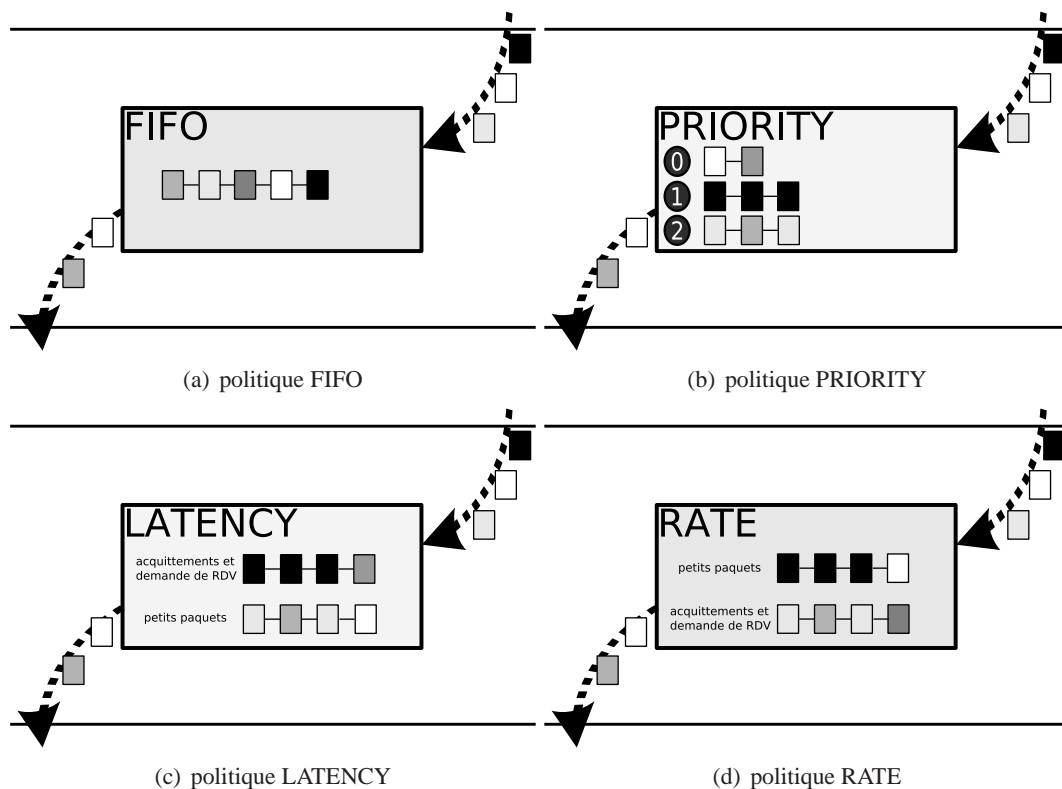 FIFO
(a) politique FIFO
PRIORITY
0
1
2
(b) politique PRIORITY
LATENCY
acquittements et
demande de RDV
petits paquets
(c) politique LATENCY
RATE
petits paquets
acquittements et
demande de RDV
(d) politique RATE